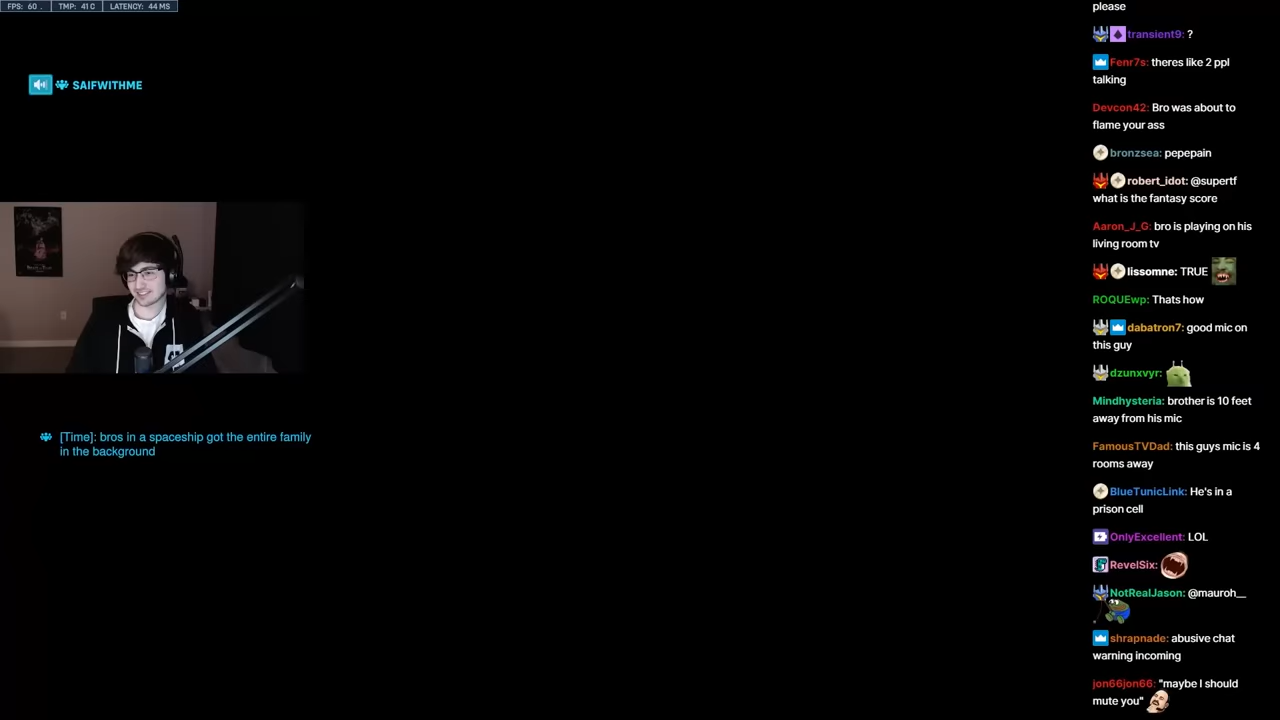 FPS: 60 . TMP: 41 C LATENCY: 44 MS
SAIFWITHME
[Time]: bros in a spaceship got the entire family
in the background
please
transient9: ?
Fenr7s: theres like 2 ppl
talking
Devcon42: Bro was about to
flame your ass
bronzsea: pepepain
robert_idot: @supertf
what is the fantasy score
Aaron_J_G: bro is playing on his
living room tv
lissomne: TRUE
ROQUEwp: Thats how
dabatron7: good mic on
this guy
dzunxvyr:
Mindhysteria: brother is 10 feet
away from his mic
FamousTVDad: this guys mic is 4
rooms away
BlueTunicLink: He's in a
prison cell
OnlyExcellent: LOL
RevelSix:
NotRealJason: @mauroh__
shrapnade: abusive chat
warning incoming
jon66jon66: "maybe I should
mute you"